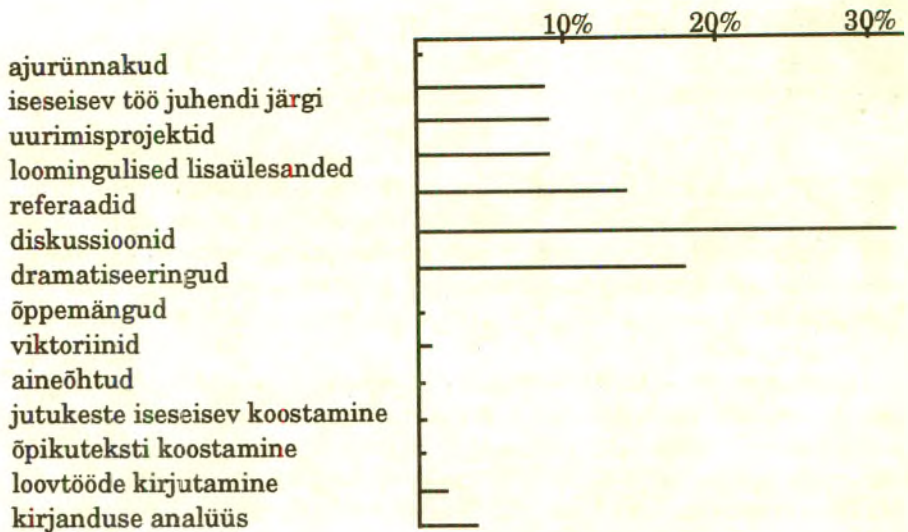 10% 20% 30%
ajurünnakud
iseseisev töö juhendi järgi
uurimisprojektid
loomingulised lisaülesanded
referaadid
diskussioonid
dramatiseeringud
õppemängud
viktoriinid
aineõhtud
jutukeste iseseisev koostamine
õpikuteksti koostamine
loovtööde kirjutamine
kirjanduse analüüs